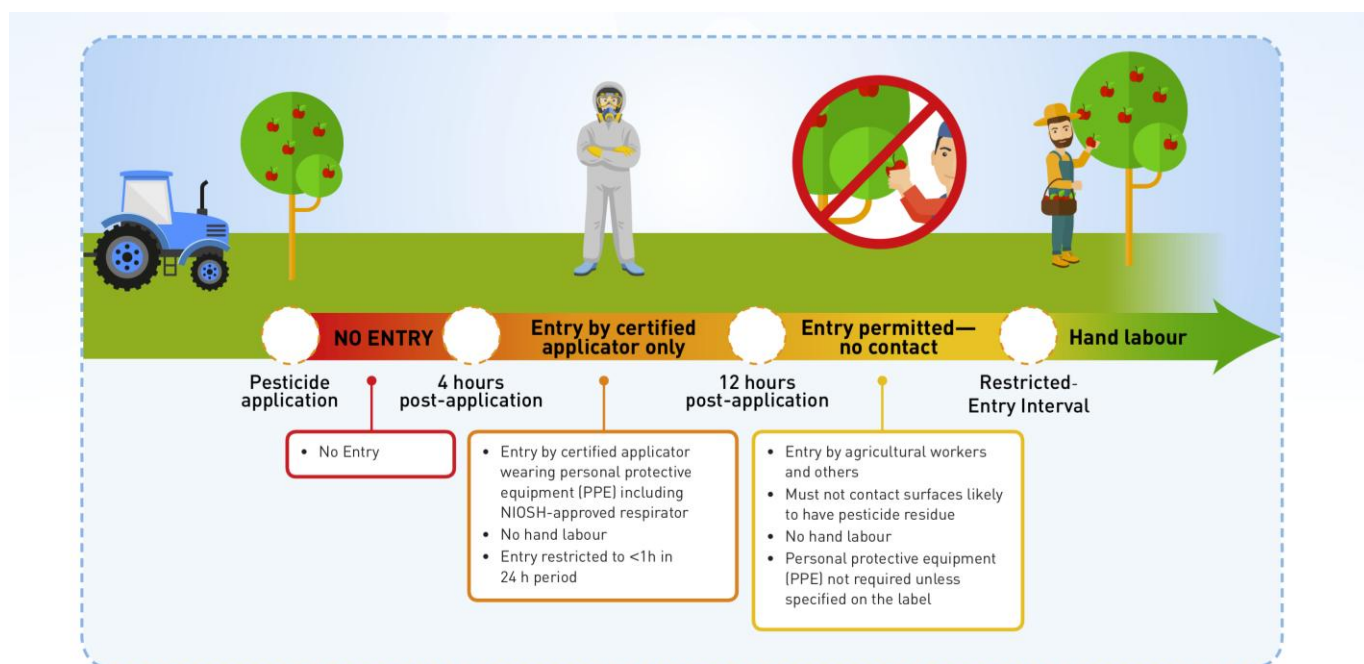 NO ENTRY
Entry by certified
applicator only
Entry permitted—
no contact
Hand labour
Pesticide
application
4 hours
post-application
12 hours
post-application
Restricted-
Entry Interval
• No Entry
• Entry by certified applicator
wearing personal protective
equipment (PPE) including
NIOSH-approved respirator
• No hand labour
• Entry restricted to <1h in
24 h period
• Entry by agricultural workers
and others
• Must not contact surfaces likely
to have pesticide residue
• No hand labour
• Personal protective equipment
(PPE) not required unless
specified on the label